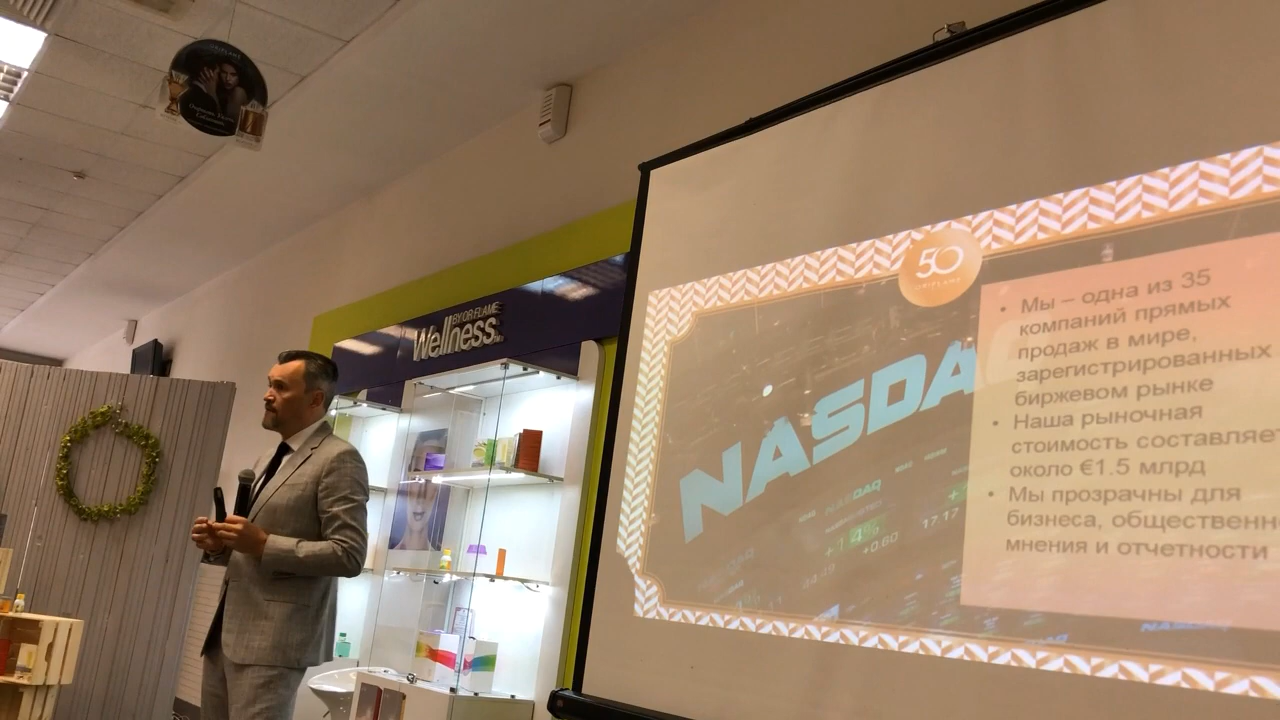 BY ORIFLAME
Wellness
50
ORIFLAME
NASDA
NASDAQ
+0.60
17.17
• Мы – одна из 35
компаний прямых
продаж в мире,
зарегистрированных
биржевом рынке
• Наша рыночная
стоимость составляет
около €1.5 млрд
• Мы прозрачны для
бизнеса, общественн
мнения и отчетности